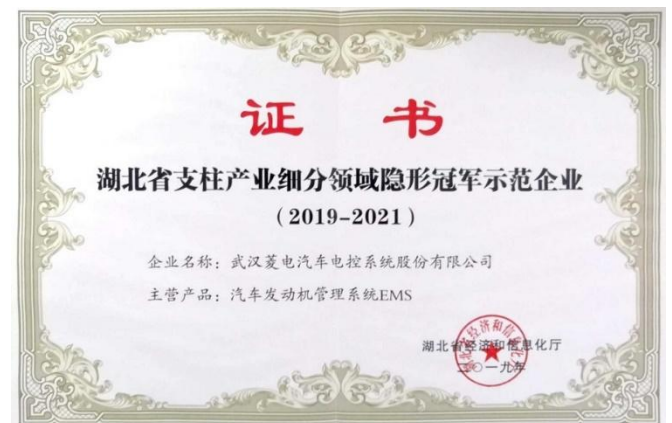 证 书
湖北省支柱产业细分领域隐形冠军示范企业
(2019-2021)
企业名称：武汉菱电汽车电控系统股份有限公司
主营产品：汽车发动机管理系统EMS
湖北省经济和信息化厅
二〇一九年